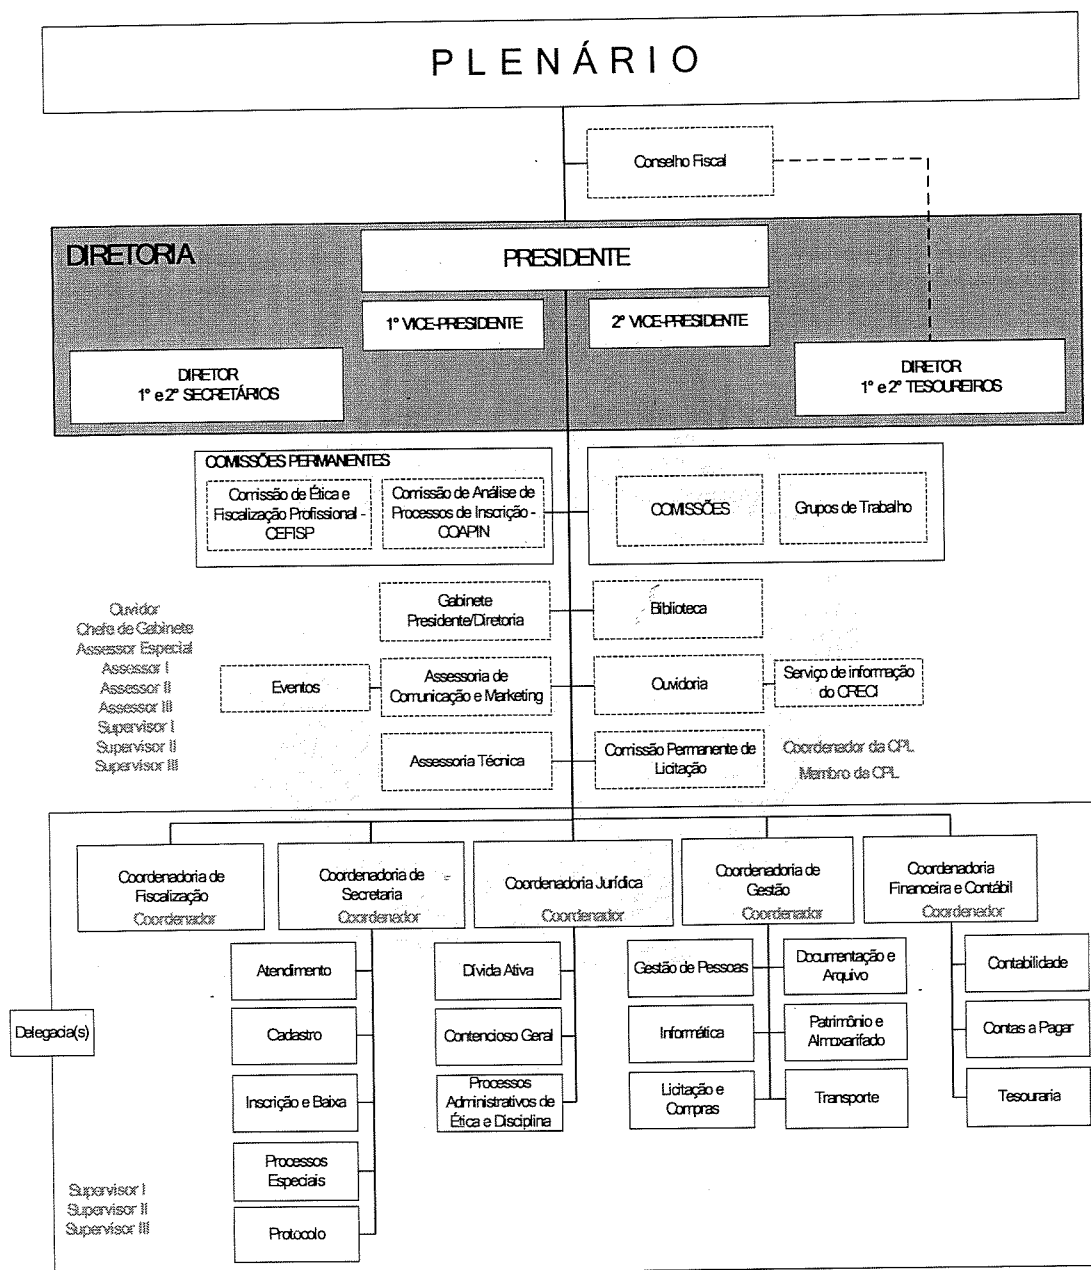 PLENÁRIO
Conselho Fiscal
DIRETORIA
PRESIDENTE
1º VICE-PRESIDENTE
2º VICE-PRESIDENTE
DIRETOR
1º e 2º SECRETÁRIOS
DIRETOR
1º e 2º TESOUREIROS
COMISSÕES PERMANENTES
Comissão de Ética e
Fiscalização Profissional -
CEFISP
Comissão de Análise de
Processos de Inscrição -
COAPIN
COMISSÕES
Grupos de Trabalho
Ouvidor
Chefe de Gabinete
Assessor Especial
Assessor I
Assessor II
Assessor III
Supervisor I
Supervisor II
Supervisor III
Gabinete
Presidente/Diretoria
Biblioteca
Eventos
Assessoria de
Comunicação e Marketing
Ouvidoria
Serviço de informação
do CRECI
Assessoria Técnica
Comissão Permanente de
Licitação
Coordenador da CPL
Membro da CPL
Coordenadoria de
Fiscalização
Coordenador
Coordenadoria de
Secretaria
Coordenador
Coordenadoria Jurídica
Coordenador
Coordenadoria de
Gestão
Coordenador
Coordenadoria
Financeira e Contábil
Coordenador
Delegacia(s)
Atendimento
Cadastro
Inscrição e Baixa
Processos
Especiais
Protocolo
Dívida Ativa
Contencioso Geral
Processos
Administrativos de
Ética e Disciplina
Gestão de Pessoas
Informática
Licitação e
Compras
Documentação e
Arquivo
Patrimônio e
Almoxarifado
Transporte
Contabilidade
Contas a Pagar
Tesouraria
Supervisor I
Supervisor II
Supervisor III